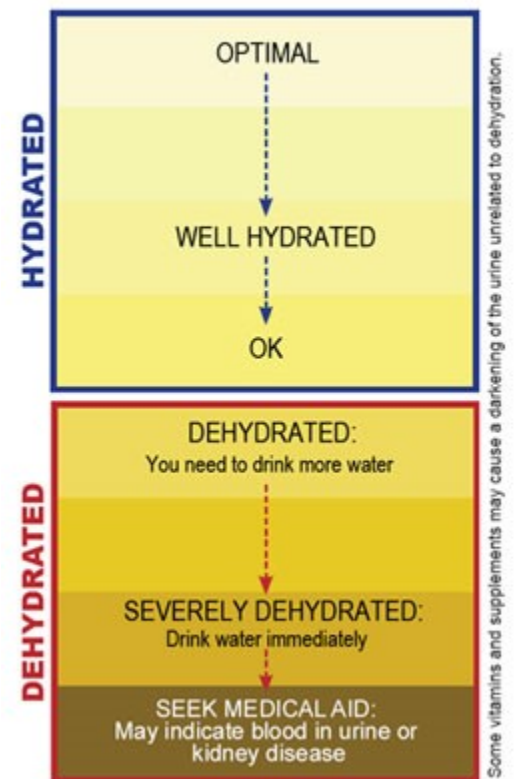 HYDRATED
OPTIMAL
WELL HYDRATED
OK
DEHYDRATED
DEHYDRATED:
You need to drink more water
SEVERELY DEHYDRATED:
Drink water immediately
SEEK MEDICAL AID:
May indicate blood in urine or
kidney disease
Some vitamins and supplements may cause a darkening of the urine unrelated to dehydration.